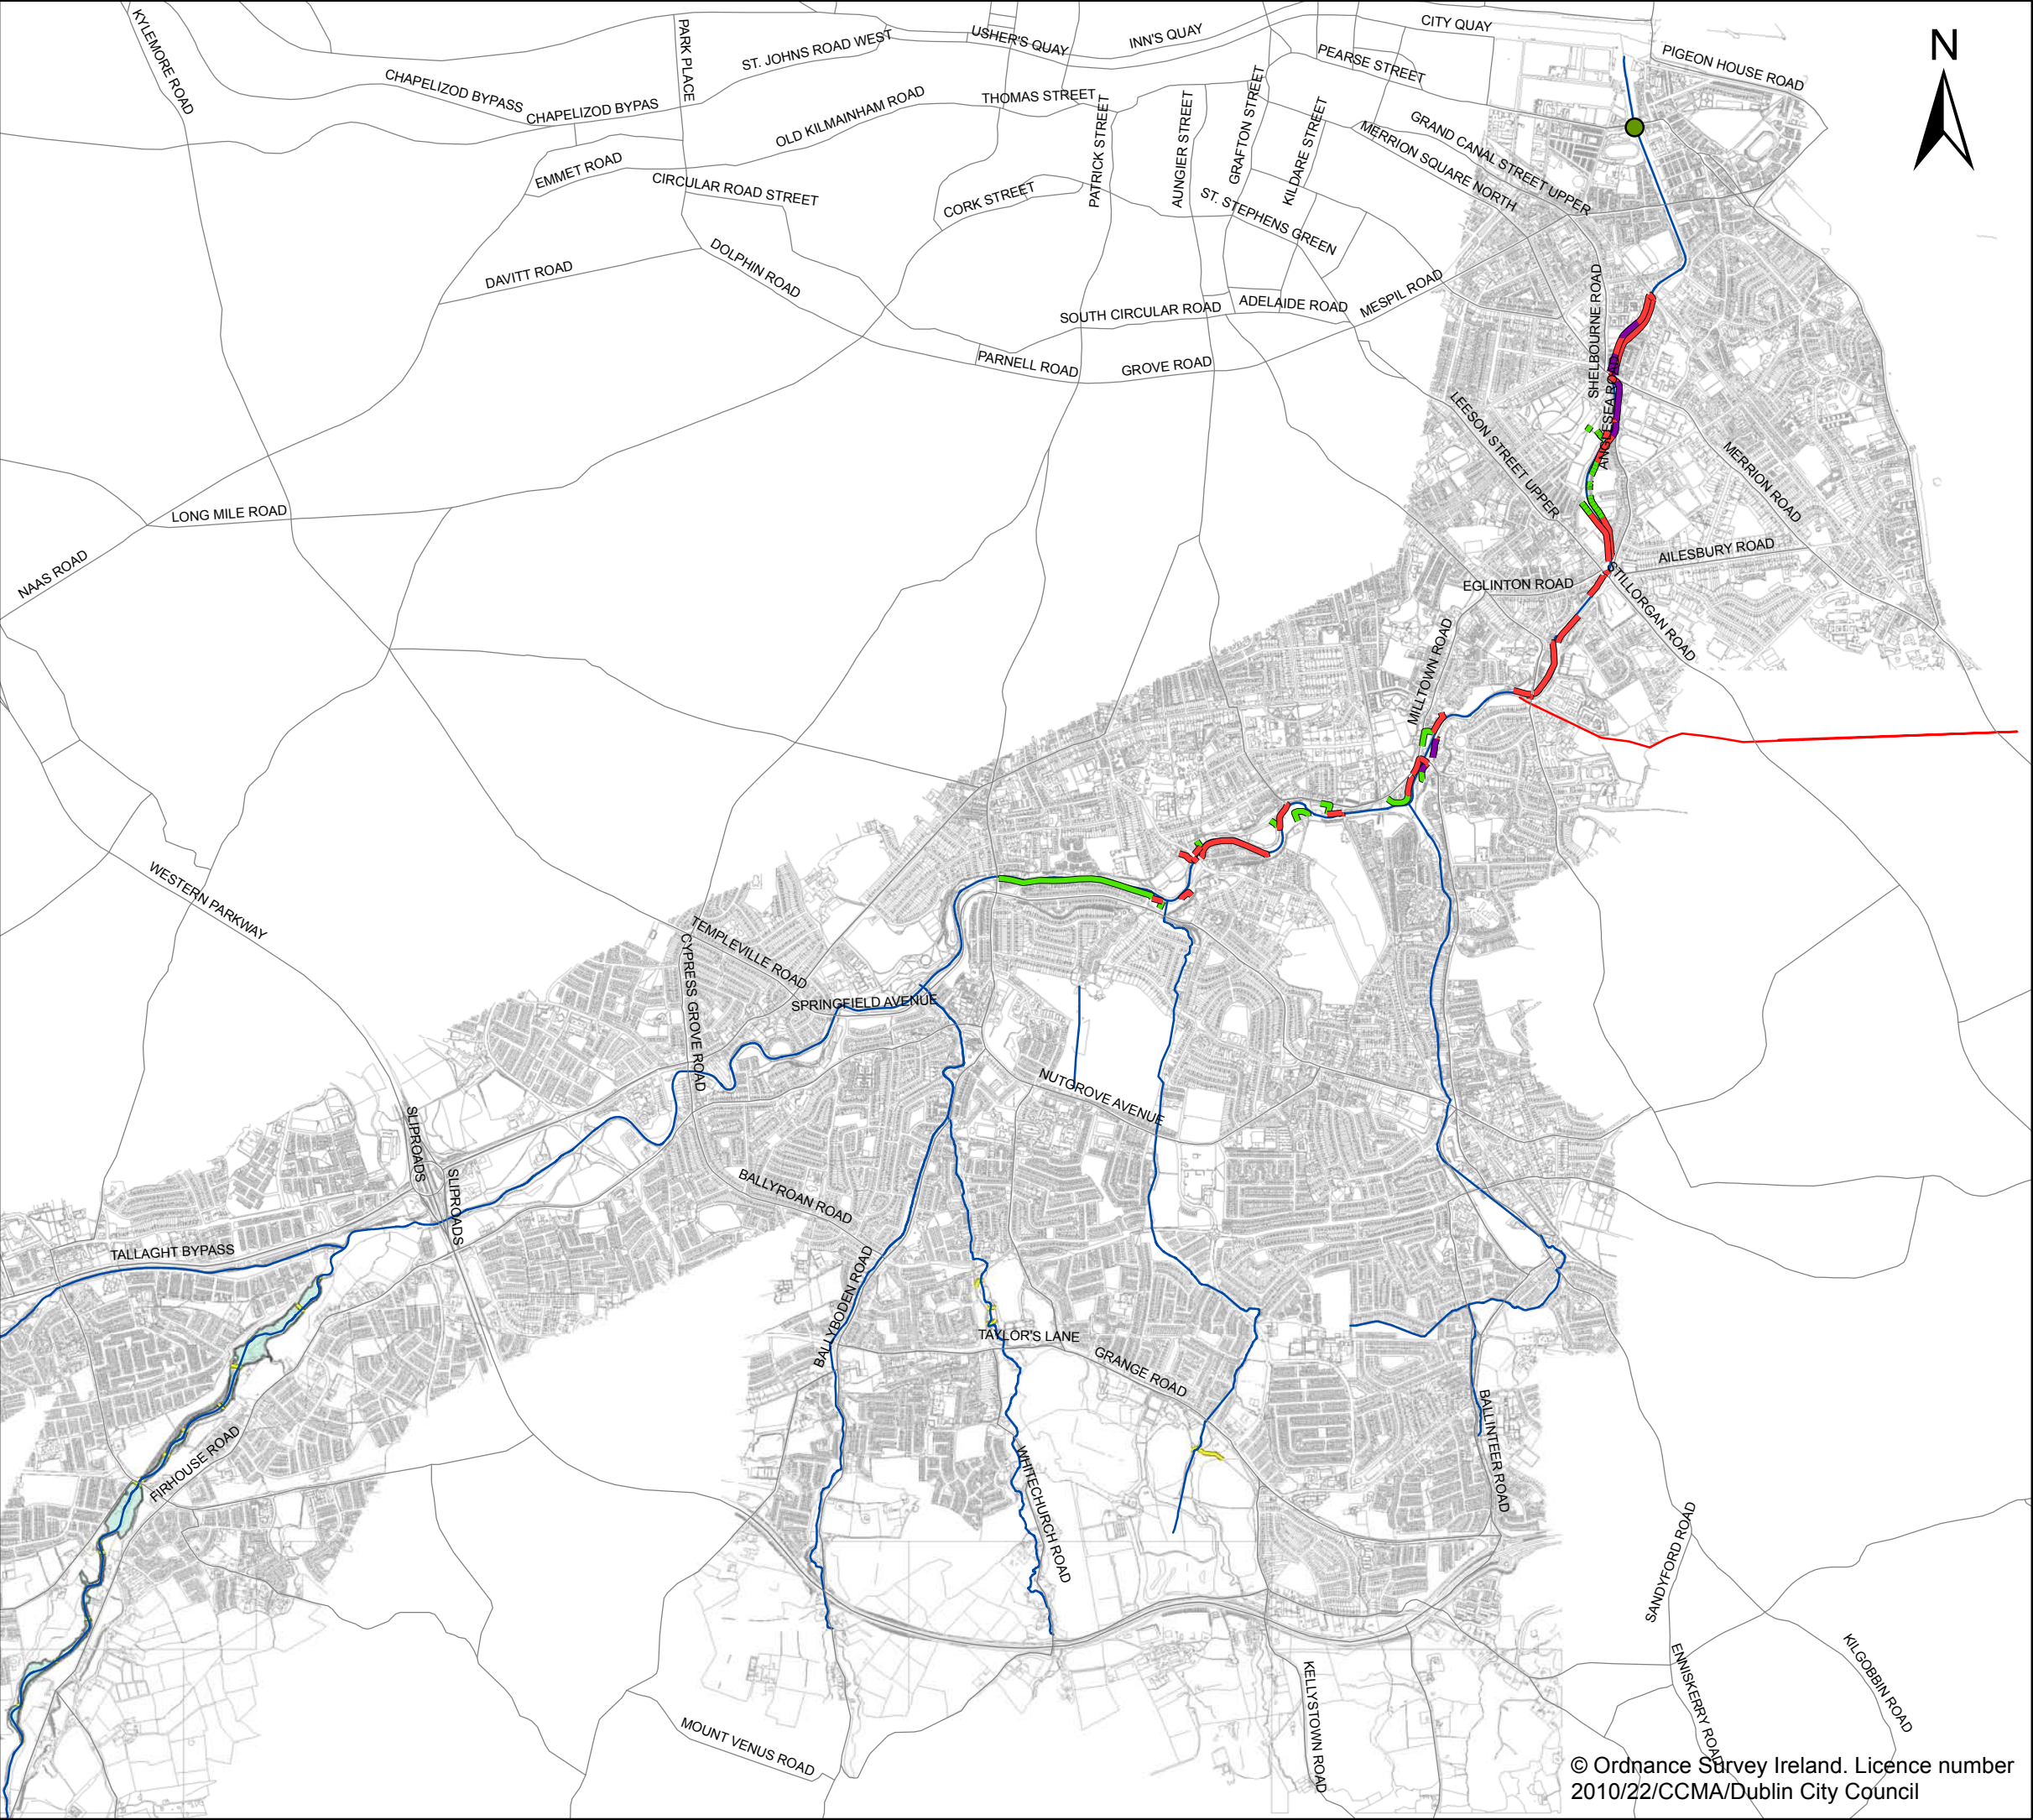 KYLEMORE ROAD
PARK PLACE
ST. JOHNS ROAD WEST
USHER'S QUAY
INN'S QUAY
CITY QUAY
PEARSE STREET
PIGEON HOUSE ROAD
N
CHAPELIZOD BYPASS
CHAPELIZOD BYPAS
OLD KILMAINHAM ROAD
THOMAS STREET
PATRICK STREET
AUNGIER STREET
GRAFTON STREET
KILDARE STREET
MERRION SQUARE NORTH
GRAND CANAL STREET UPPER
EMMET ROAD
CIRCULAR ROAD STREET
CORK STREET
ST. STEPHENS GREEN
DAVITT ROAD
DOLPHIN ROAD
SOUTH CIRCULAR ROAD
ADELAIDE ROAD
MESPIL ROAD
SHELBOURNE ROAD
PARNELL ROAD
GROVE ROAD
LEESON STREET UPPER
MERRION ROAD
LONG MILE ROAD
NAAS ROAD
AILESBURY ROAD
EGLINTON ROAD
STILLORGAN ROAD
MILLTOWN ROAD
WESTERN PARKWAY
TEMPLEVILLE ROAD
CYPRESS GROVE ROAD
SPRINGFIELD AVENUE
NUTGROVE AVENUE
SLIPROADS
SLIPROADS
BALLYROAN ROAD
TALLAGHT BYPASS
BALLYBODEN ROAD
TAYLOR'S LANE
GRANGE ROAD
BALLINTEER ROAD
FIRHOUSE ROAD
WHITECHURCH ROAD
SANDYFORD ROAD
KILGOBBIN ROAD
ENNISKERRY ROAD
KELLYSTOWN ROAD
MOUNT VENUS ROAD
© Ordnance Survey Ireland. Licence number
2010/22/CCMA/Dublin City Council